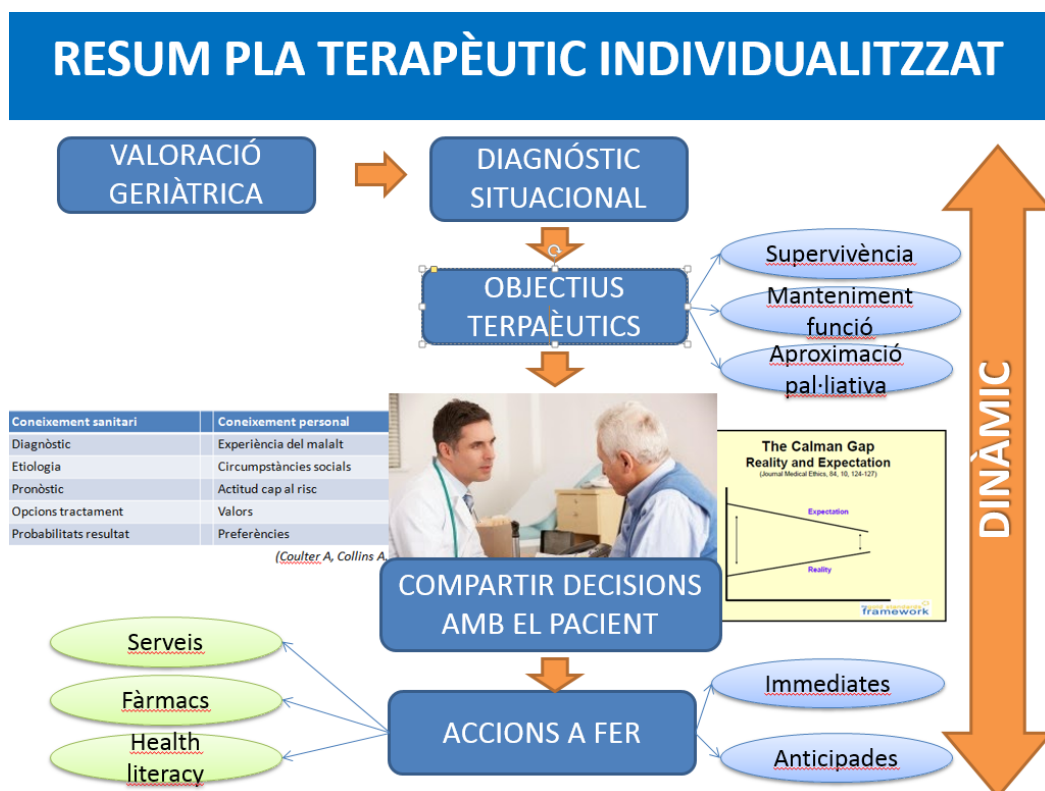 RESUM PLA TERAPÈUTIC INDIVIDUALITZZAT
VALORACIÓ
GERIÀTRICA
DIAGNÓSTIC
SITUACIONAL
OBJECTIUS
TERPAÈUTICS
Supervivència
Manteniment
funció
Aproximació
pal·liativa
DINÀMIC
Coneixement sanitari Coneixement personal
Diagnòstic Experiència del malalt
Etiologia Circumpstàncies socials
Pronòstic Actitud cap al risc
Opcions tractament Valors
Probabilitats resultat Preferències
(Coulter A, Collins A,
The Calman Gap
Reality and Expectation
(Journal Medical Ethics, 84, 10, 124-127)
Expectation
Reality
framework
COMPARTIR DECISIONS
AMB EL PACIENT
Serveis
Fàrmacs
Health
literacy
ACCIONS A FER
Immediates
Anticipades